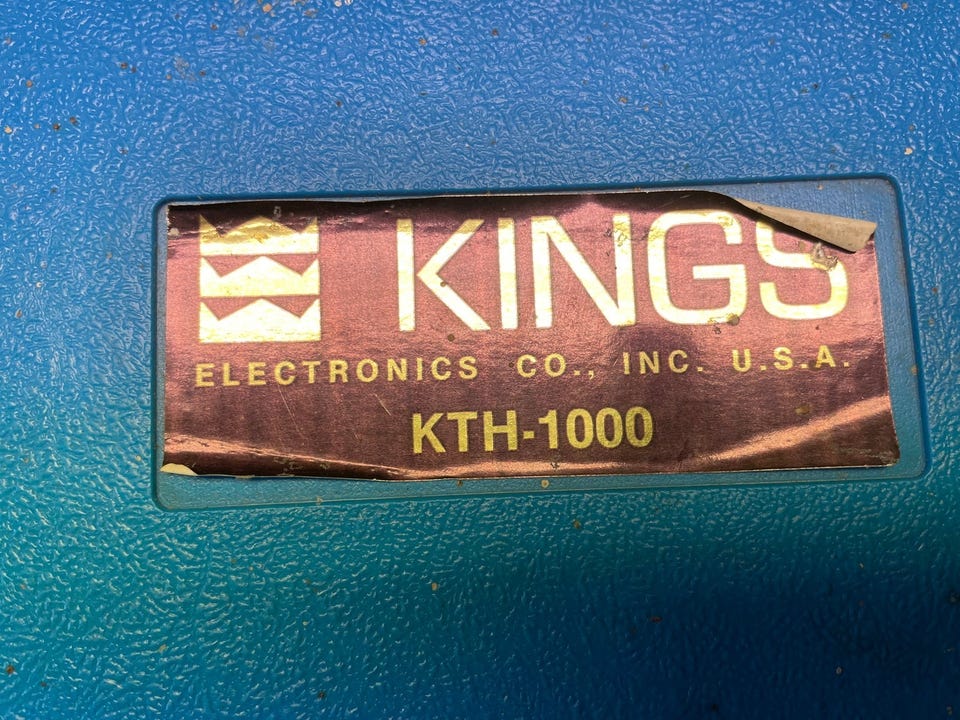 KINGS
ELECTRONICS CO., INC. U.S.A.
KTH-1000